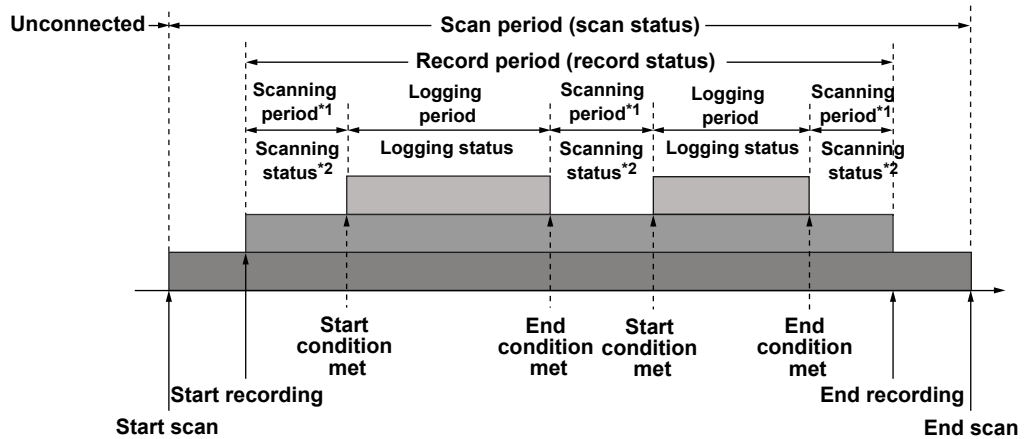 Unconnected
Scan period (scan status)
Record period (record status)
Scanning
period*1
Logging
period
Scanning
period*1
Logging
period
Scanning
period*1
Scanning
status*2
Logging status
Scanning
status*2
Logging status
Scanning
status*2
Start
condition
met
End
condition
met
Start
condition
met
End
condition
met
Start recording
End recording
Start scan
End scan